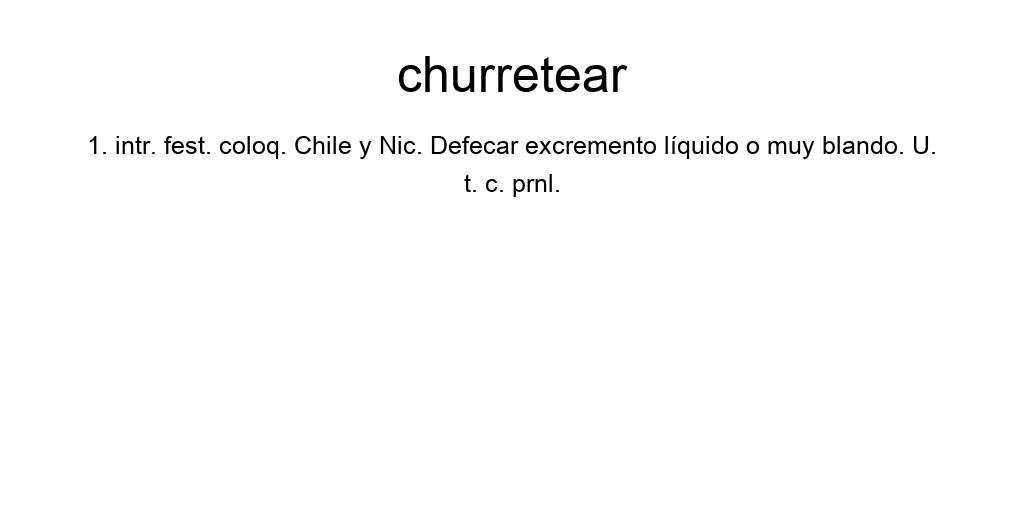 churretear
1. intr. fest. coloq. Chile y Nic. Defecar excremento líquido o muy blando. U.
t. c. prnl.